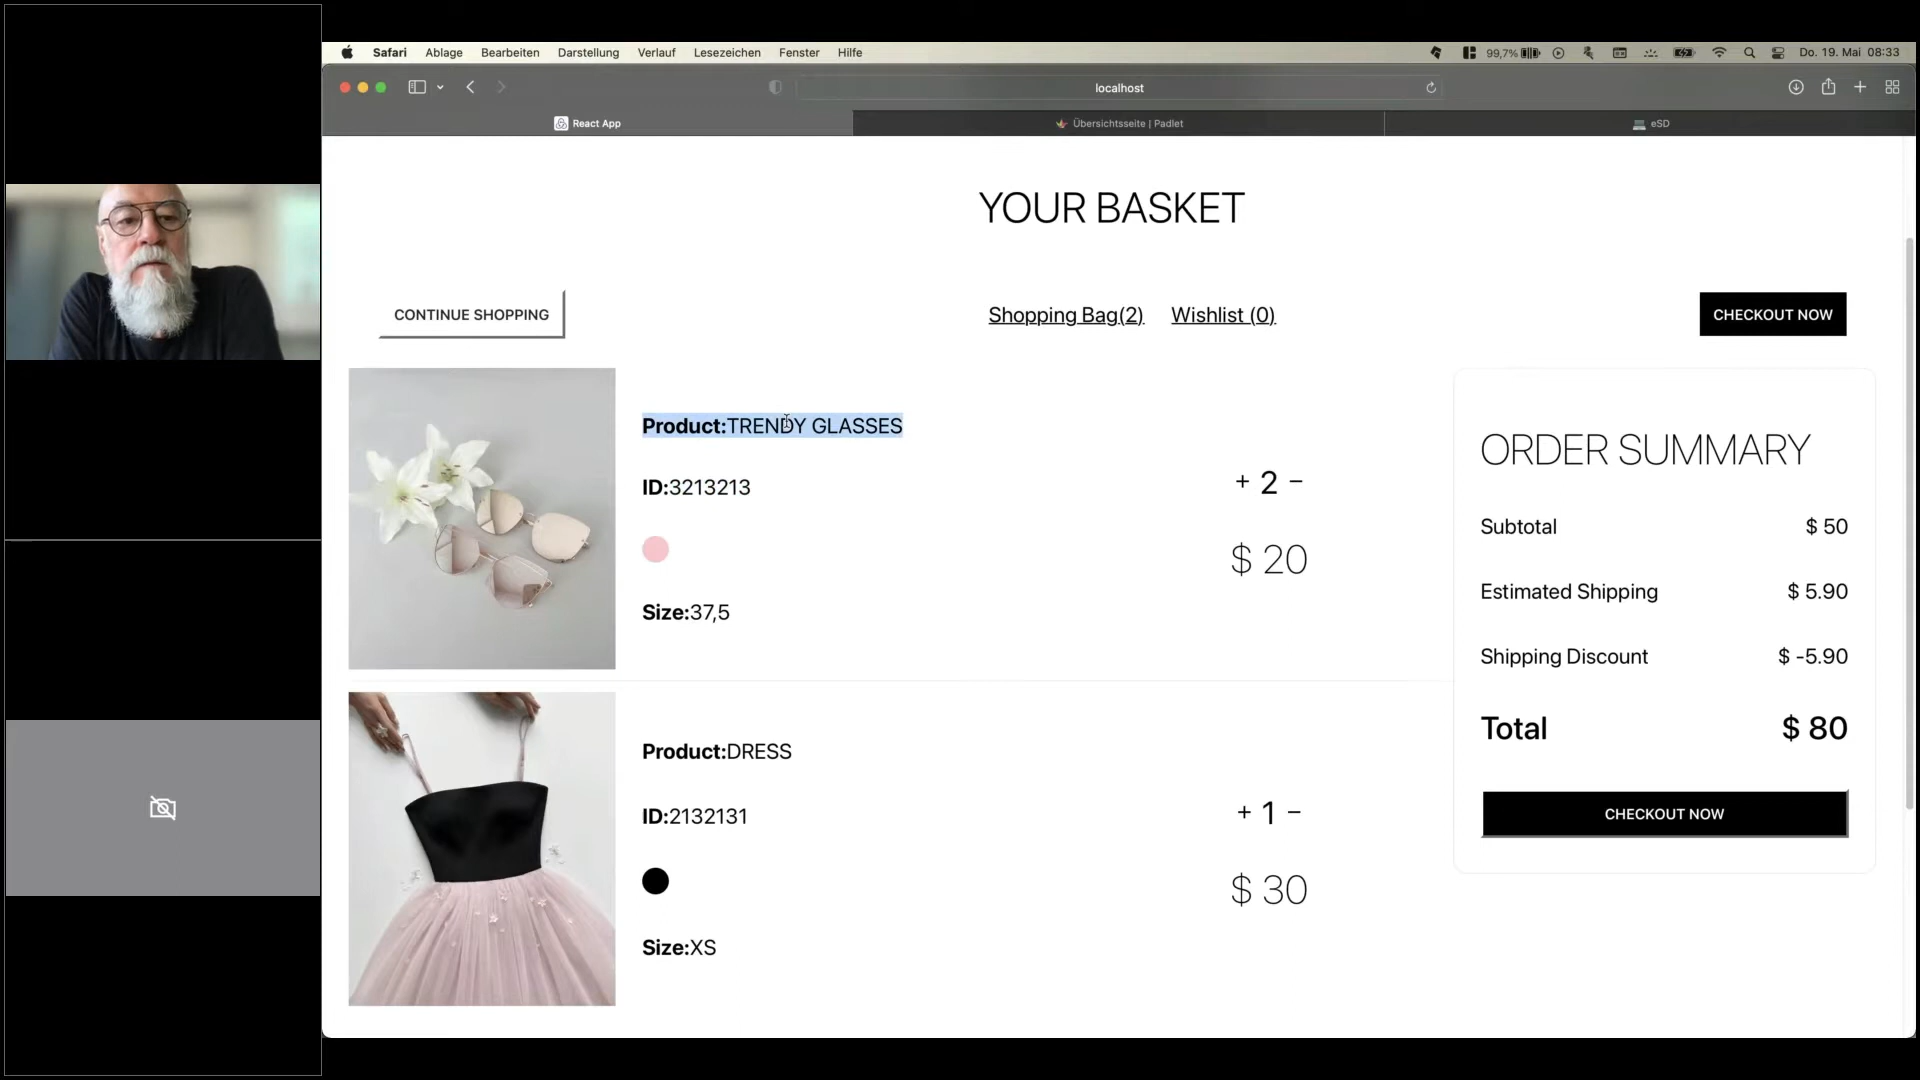 Safari Ablage Bearbeiten Darstellung Verlauf Lesezeichen Fenster Hilfe 99,7% Do. 19. Mai 08:33
localhost
React App Übersichtsseite | Padlet eSD
YOUR BASKET
CONTINUE SHOPPING Shopping Bag(2) Wishlist (0) CHECKOUT NOW
Product:TRENDY GLASSES
ID:3213213
Size:37,5
+ 2 −
$ 20
Product:DRESS
ID:2132131
Size:XS
+ 1 −
$ 30
ORDER SUMMARY
Subtotal $ 50
Estimated Shipping $ 5.90
Shipping Discount $ -5.90
Total $ 80
CHECKOUT NOW